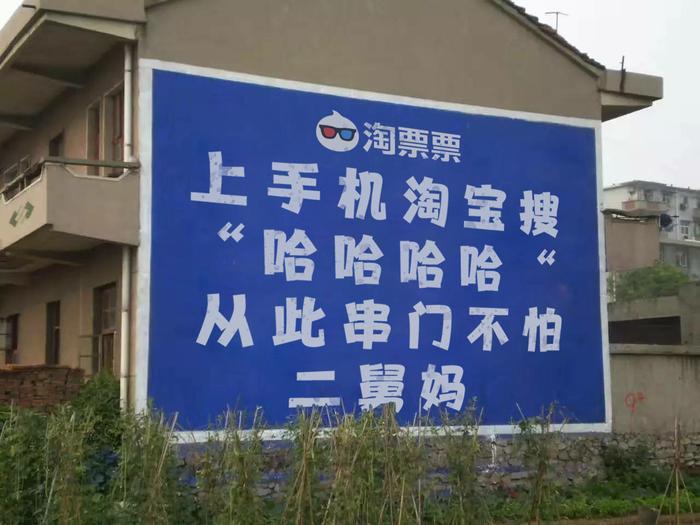 淘票票
上手机淘宝搜
“哈哈哈哈“
从此串门不怕
二舅妈